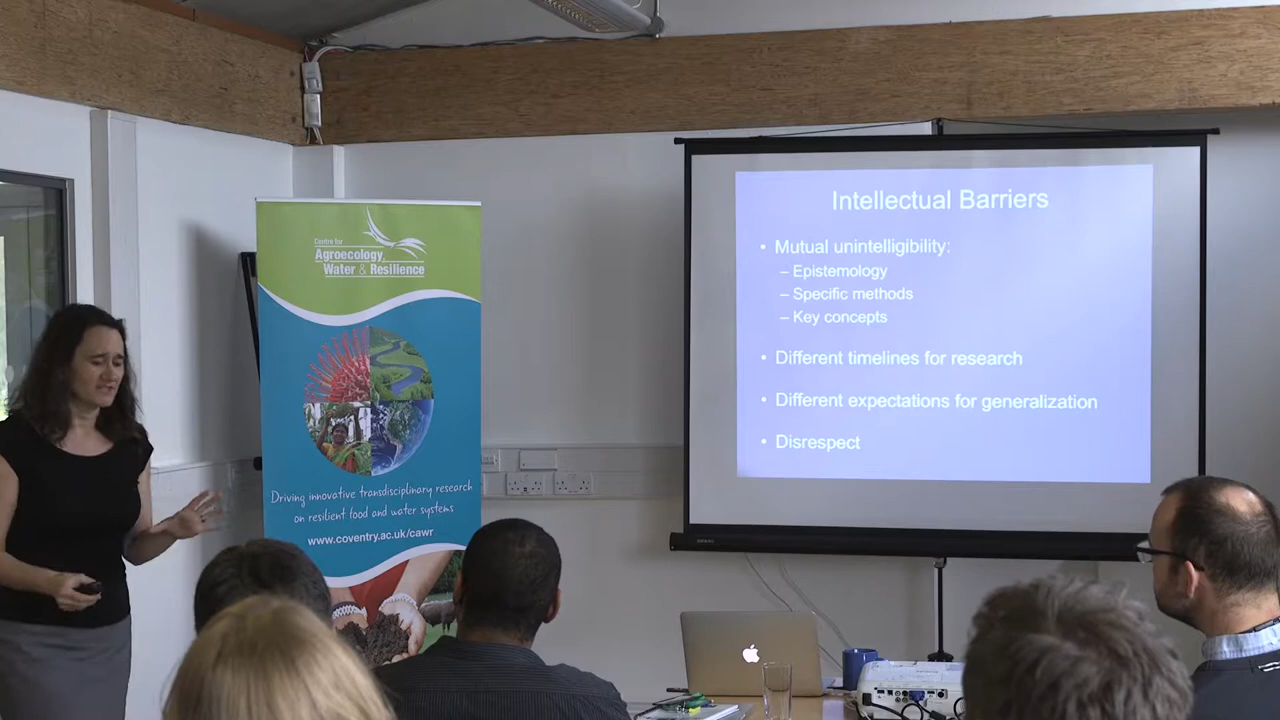 Centre for
Agroecology,
Water & Resilience
Driving innovative transdisciplinary research
on resilient food and water systems
www.coventry.ac.uk/cawr
Intellectual Barriers
• Mutual unintelligibility:
– Epistemology
– Specific methods
– Key concepts
• Different timelines for research
• Different expectations for generalization
• Disrespect